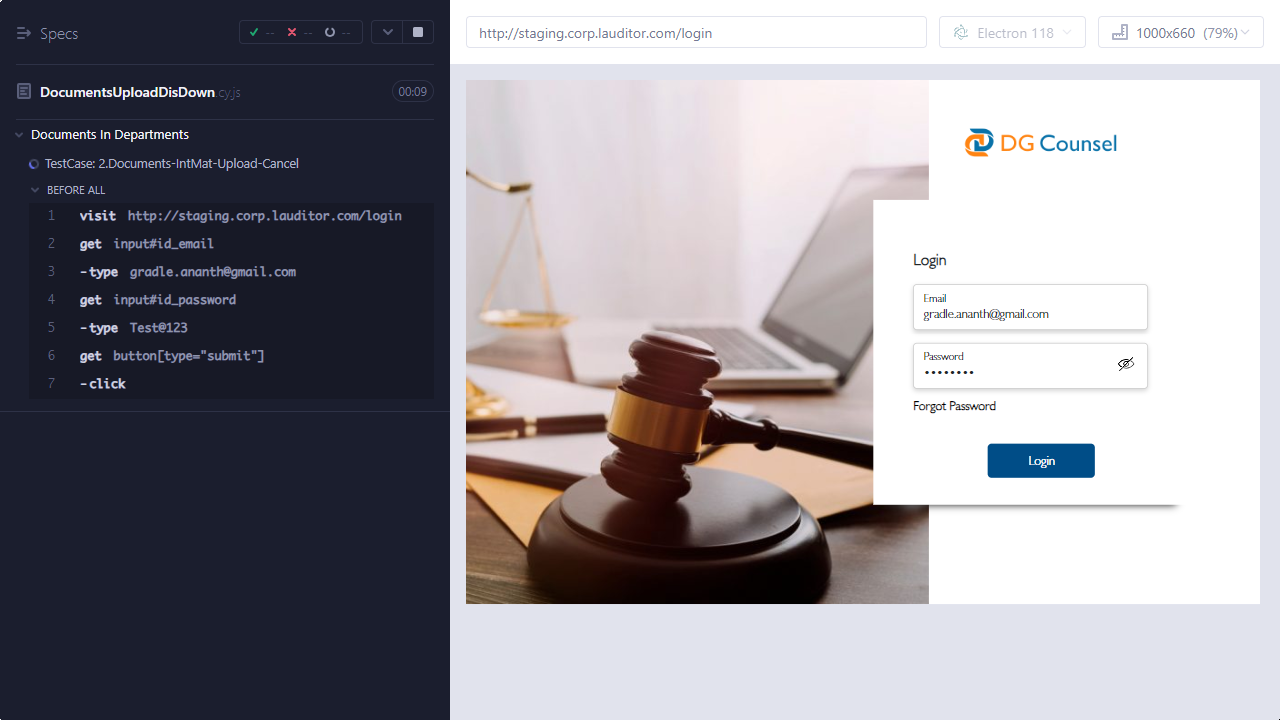 Specs
-- -- --
DocumentsUploadDisDown.cy.js 00:09
Documents In Departments
TestCase: 2.Documents-IntMat-Upload-Cancel
BEFORE ALL
1 visit http://staging.corp.lauditor.com/login
2 get input#id_email
3 -type gradle.ananth@gmail.com
4 get input#id_password
5 -type Test@123
6 get button[type="submit"]
7 -click
http://staging.corp.lauditor.com/login
Electron 118
1000x660 (79%)
DG Counsel
Login
Email
gradle.ananth@gmail.com
Password
••••••••
Forgot Password
Login